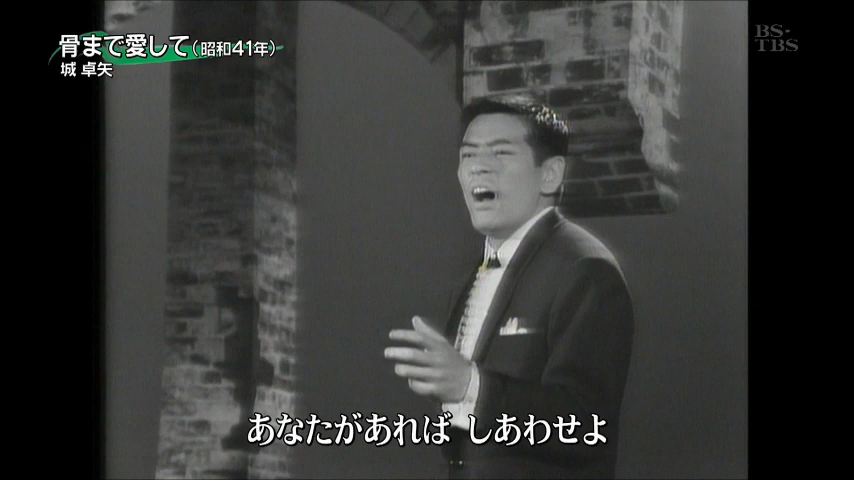 骨まで愛して(昭和41年)
城 卓矢
BS-
TBS
あなたがあれば しあわせよ